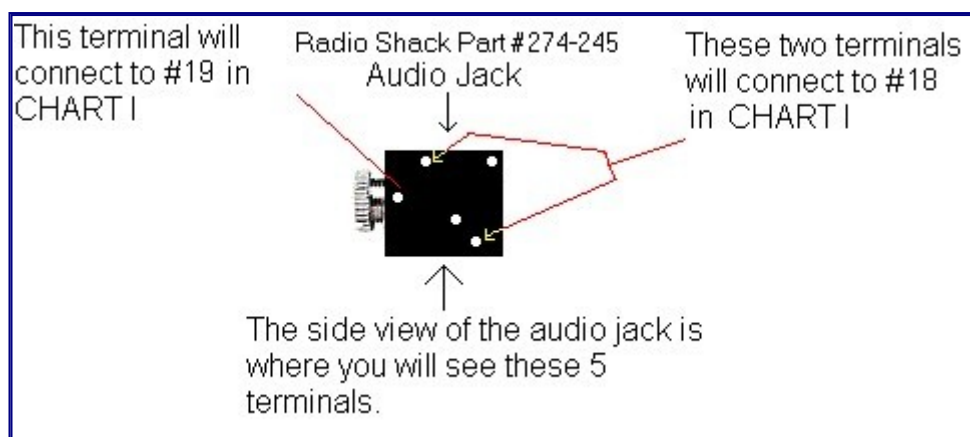 This terminal will
connect to #19 in
CHART I
Radio Shack Part #274-245
Audio Jack
These two terminals
will connect to #18
in CHART I
The side view of the audio jack is
where you will see these 5
terminals.